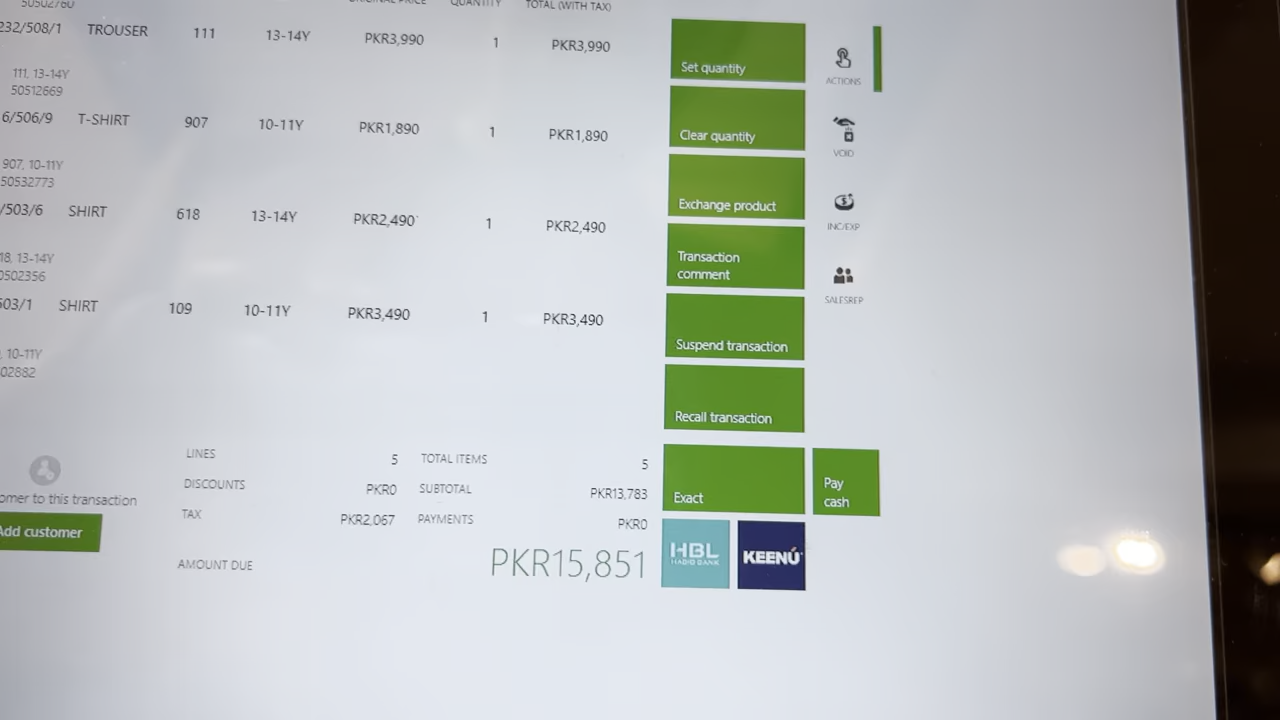 50502760 ORIGINAL PRICE QUANTITY TOTAL (WITH TAX)
232/508/1 TROUSER 111 13-14Y PKR3,990 1 PKR3,990
111, 13-14Y
50512669
6/506/9 T-SHIRT 907 10-11Y PKR1,890 1 PKR1,890
907, 10-11Y
50532773
/503/6 SHIRT 618 13-14Y PKR2,490 1 PKR2,490
18, 13-14Y
0502356
503/1 SHIRT 109 10-11Y PKR3,490 1 PKR3,490
, 10-11Y
02882
LINES 5 TOTAL ITEMS 5
DISCOUNTS PKR0 SUBTOTAL PKR13,783
TAX PKR2,067 PAYMENTS PKR0
AMOUNT DUE PKR15,851
omer to this transaction
Add customer
Set quantity
Clear quantity
Exchange product
Transaction
comment
Suspend transaction
Recall transaction
Exact
Pay
cash
HBL
HABIB BANK
KEENÚ
ACTIONS
VOID
INC/EXP
SALESREP